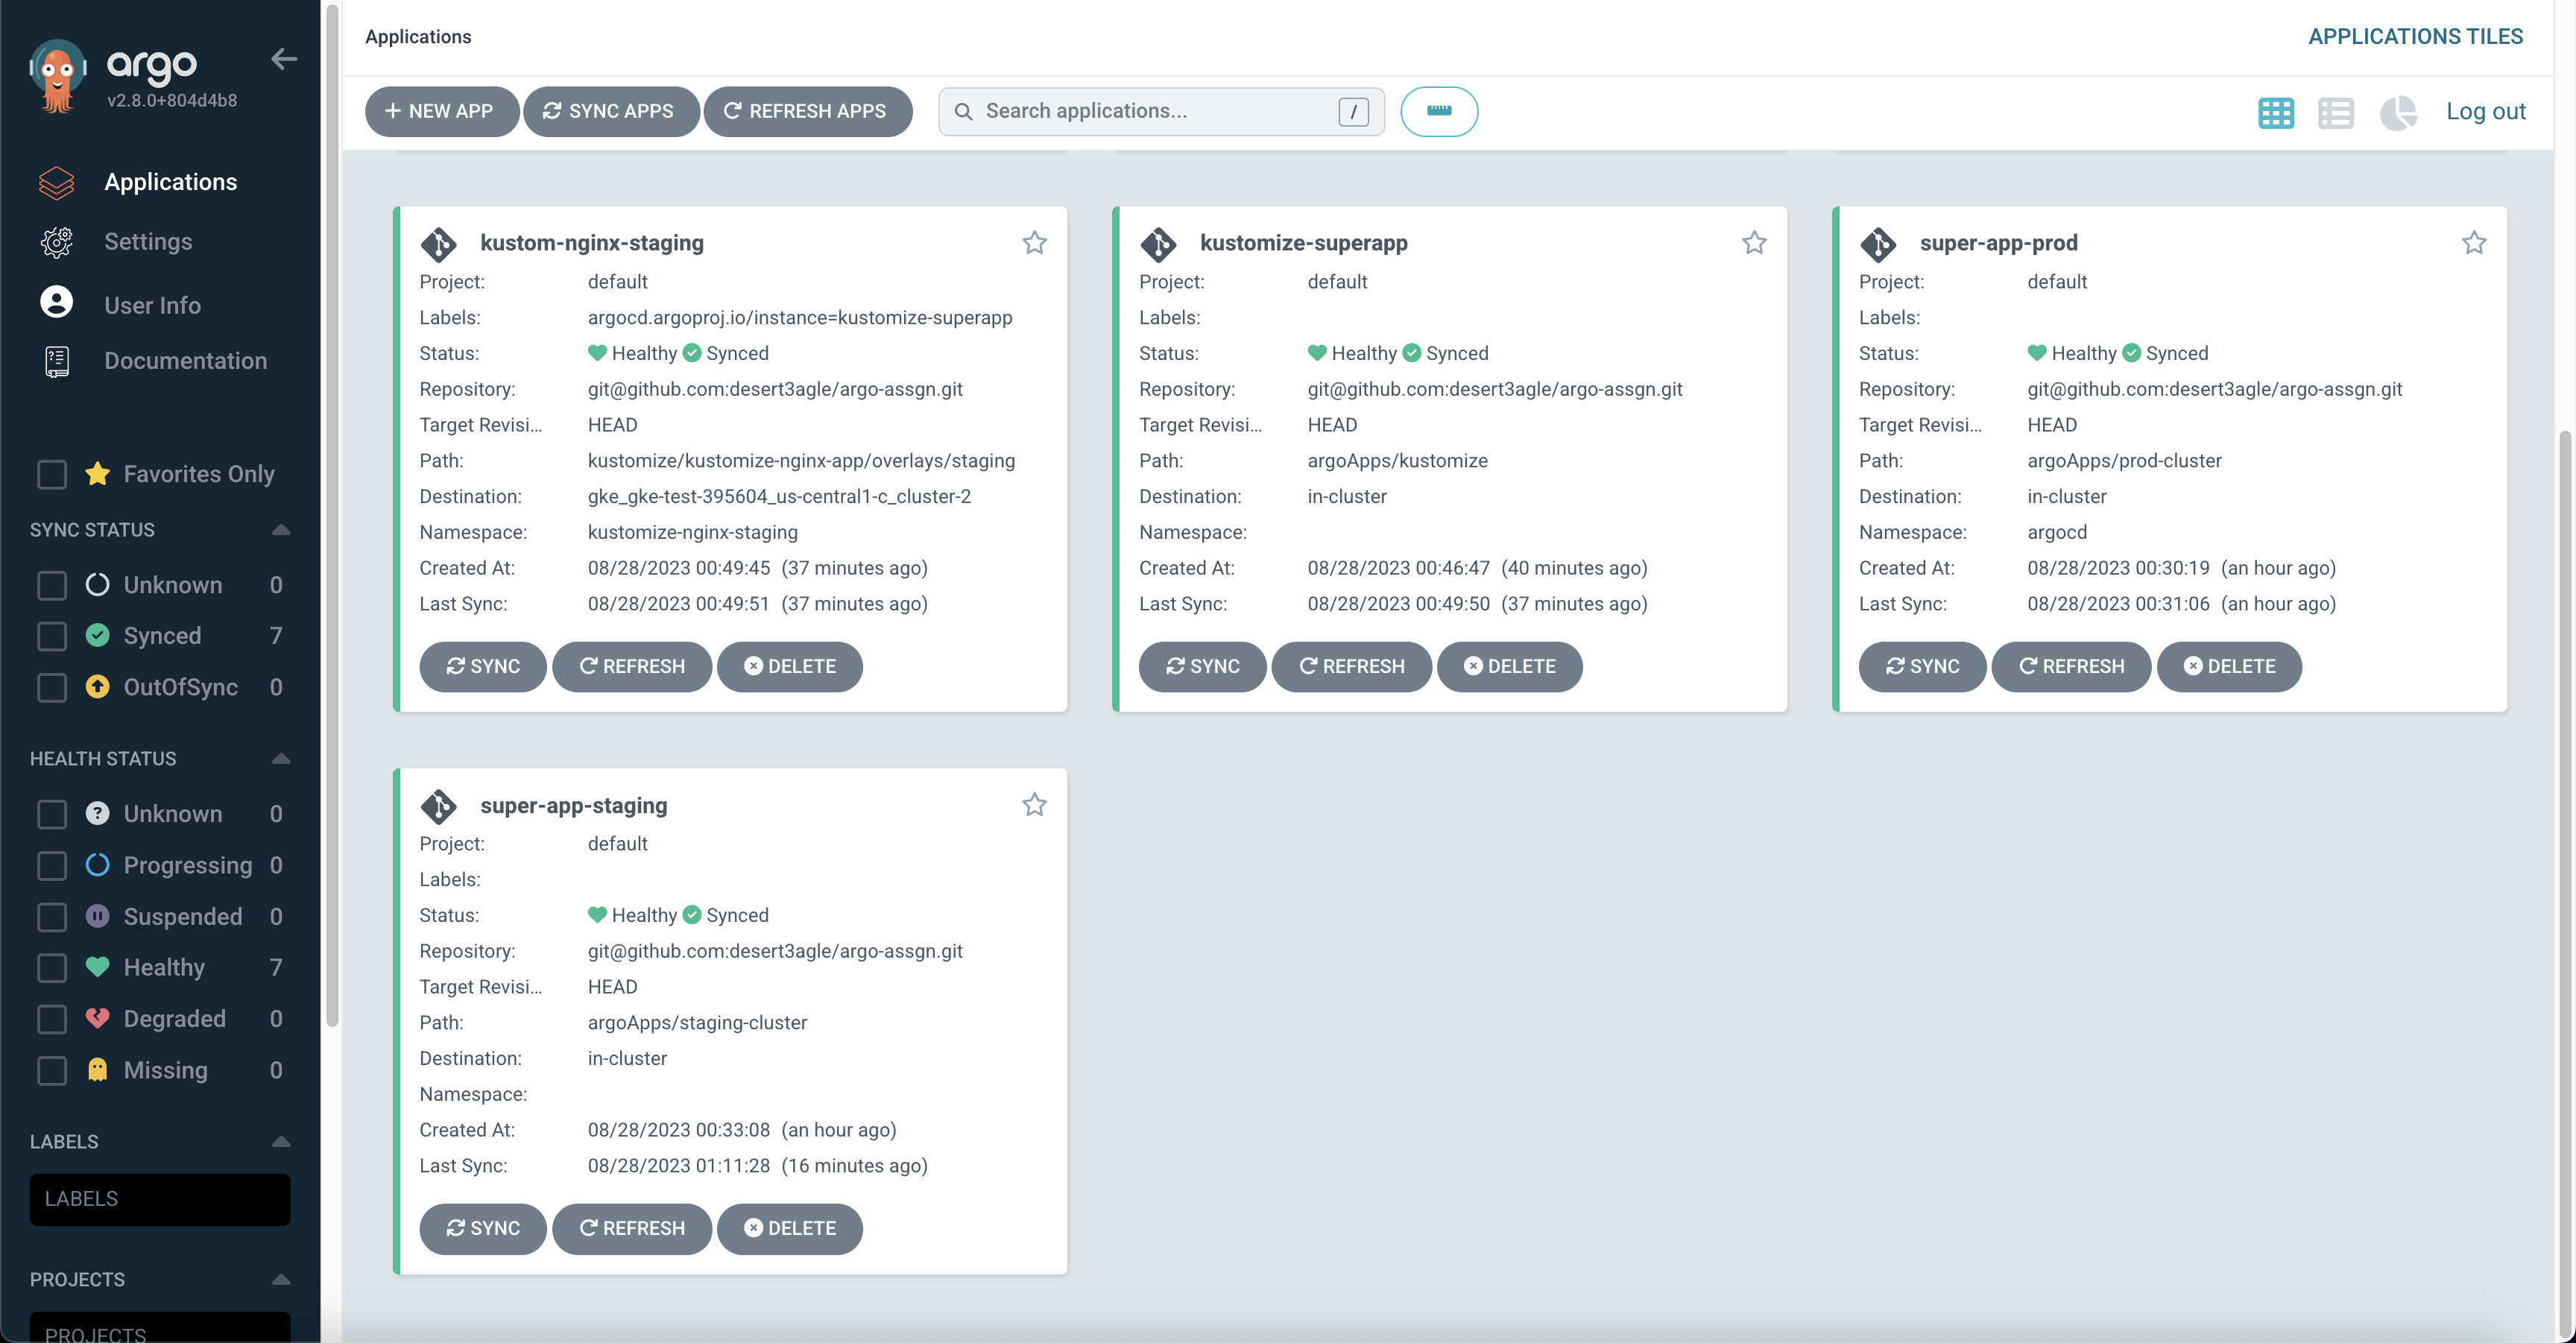 argo
v2.8.0+804d4b8
Applications
Settings
User Info
Documentation
Favorites Only
SYNC STATUS
Unknown 0
Synced 7
OutOfSync 0
HEALTH STATUS
Unknown 0
Progressing 0
Suspended 0
Healthy 7
Degraded 0
Missing 0
LABELS
LABELS
PROJECTS
PROJECTS
Applications
APPLICATIONS TILES
NEW APP SYNC APPS REFRESH APPS Search applications... / Log out
kustom-nginx-staging
Project: default
Labels: argocd.argoproj.io/instance=kustomize-superapp
Status: Healthy Synced
Repository: git@github.com:desert3agle/argo-assgn.git
Target Revisi... HEAD
Path: kustomize/kustomize-nginx-app/overlays/staging
Destination: gke_gke-test-395604_us-central1-c_cluster-2
Namespace: kustomize-nginx-staging
Created At: 08/28/2023 00:49:45 (37 minutes ago)
Last Sync: 08/28/2023 00:49:51 (37 minutes ago)
SYNC REFRESH DELETE
kustomize-superapp
Project: default
Labels:
Status: Healthy Synced
Repository: git@github.com:desert3agle/argo-assgn.git
Target Revisi... HEAD
Path: argoApps/kustomize
Destination: in-cluster
Namespace:
Created At: 08/28/2023 00:46:47 (40 minutes ago)
Last Sync: 08/28/2023 00:49:50 (37 minutes ago)
SYNC REFRESH DELETE
super-app-prod
Project: default
Labels:
Status: Healthy Synced
Repository: git@github.com:desert3agle/argo-assgn.git
Target Revisi... HEAD
Path: argoApps/prod-cluster
Destination: in-cluster
Namespace: argocd
Created At: 08/28/2023 00:30:19 (an hour ago)
Last Sync: 08/28/2023 00:31:06 (an hour ago)
SYNC REFRESH DELETE
super-app-staging
Project: default
Labels:
Status: Healthy Synced
Repository: git@github.com:desert3agle/argo-assgn.git
Target Revisi... HEAD
Path: argoApps/staging-cluster
Destination: in-cluster
Namespace:
Created At: 08/28/2023 00:33:08 (an hour ago)
Last Sync: 08/28/2023 01:11:28 (16 minutes ago)
SYNC REFRESH DELETE